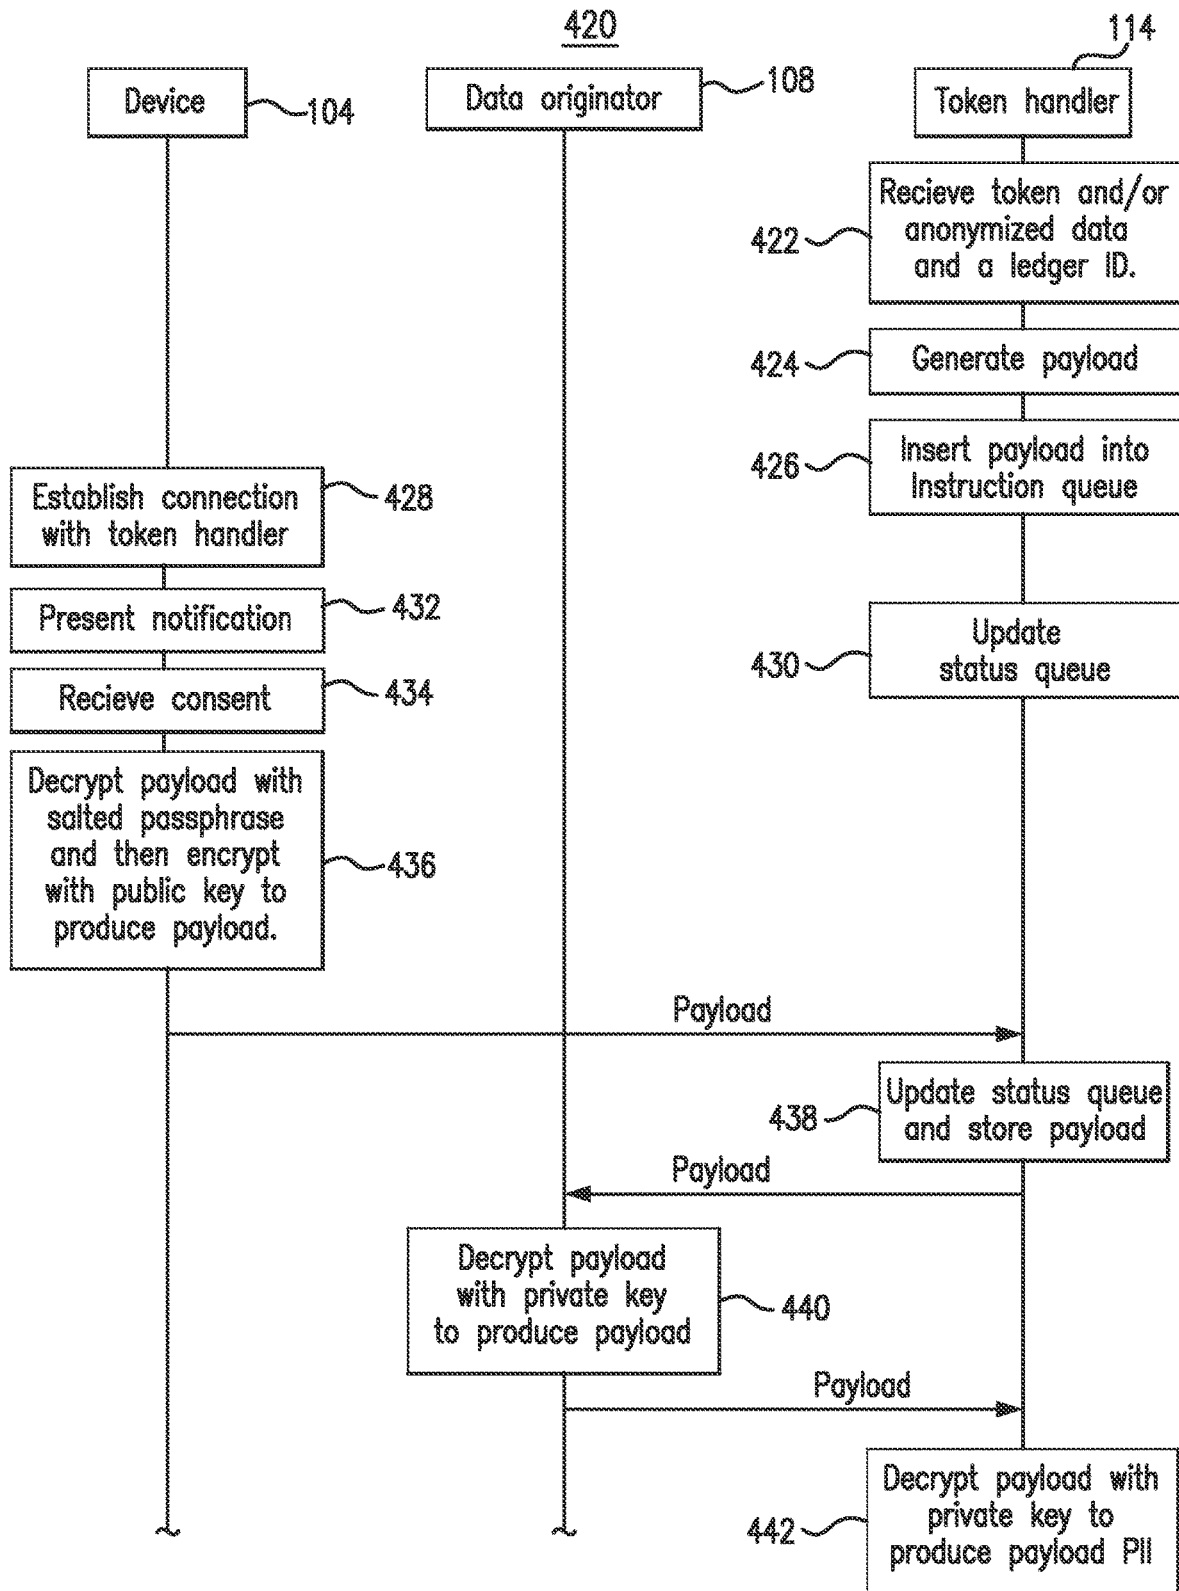 420
114
Device
104
Data originator
108
Token handler
Recieve token and/or
anonymized data
and a ledger ID.
422
Generate payload
424
Insert payload into
Instruction queue
426
Establish connection
with token handler
428
Present notification
432
Update
status queue
430
Recieve consent
434
Decrypt payload with
salted passphrase
and then encrypt
with public key to
produce payload.
436
Payload
Update status queue
and store payload
438
Payload
Decrypt payload
with private key
to produce payload
440
Payload
Decrypt payload with
private key to
produce payload PII
442